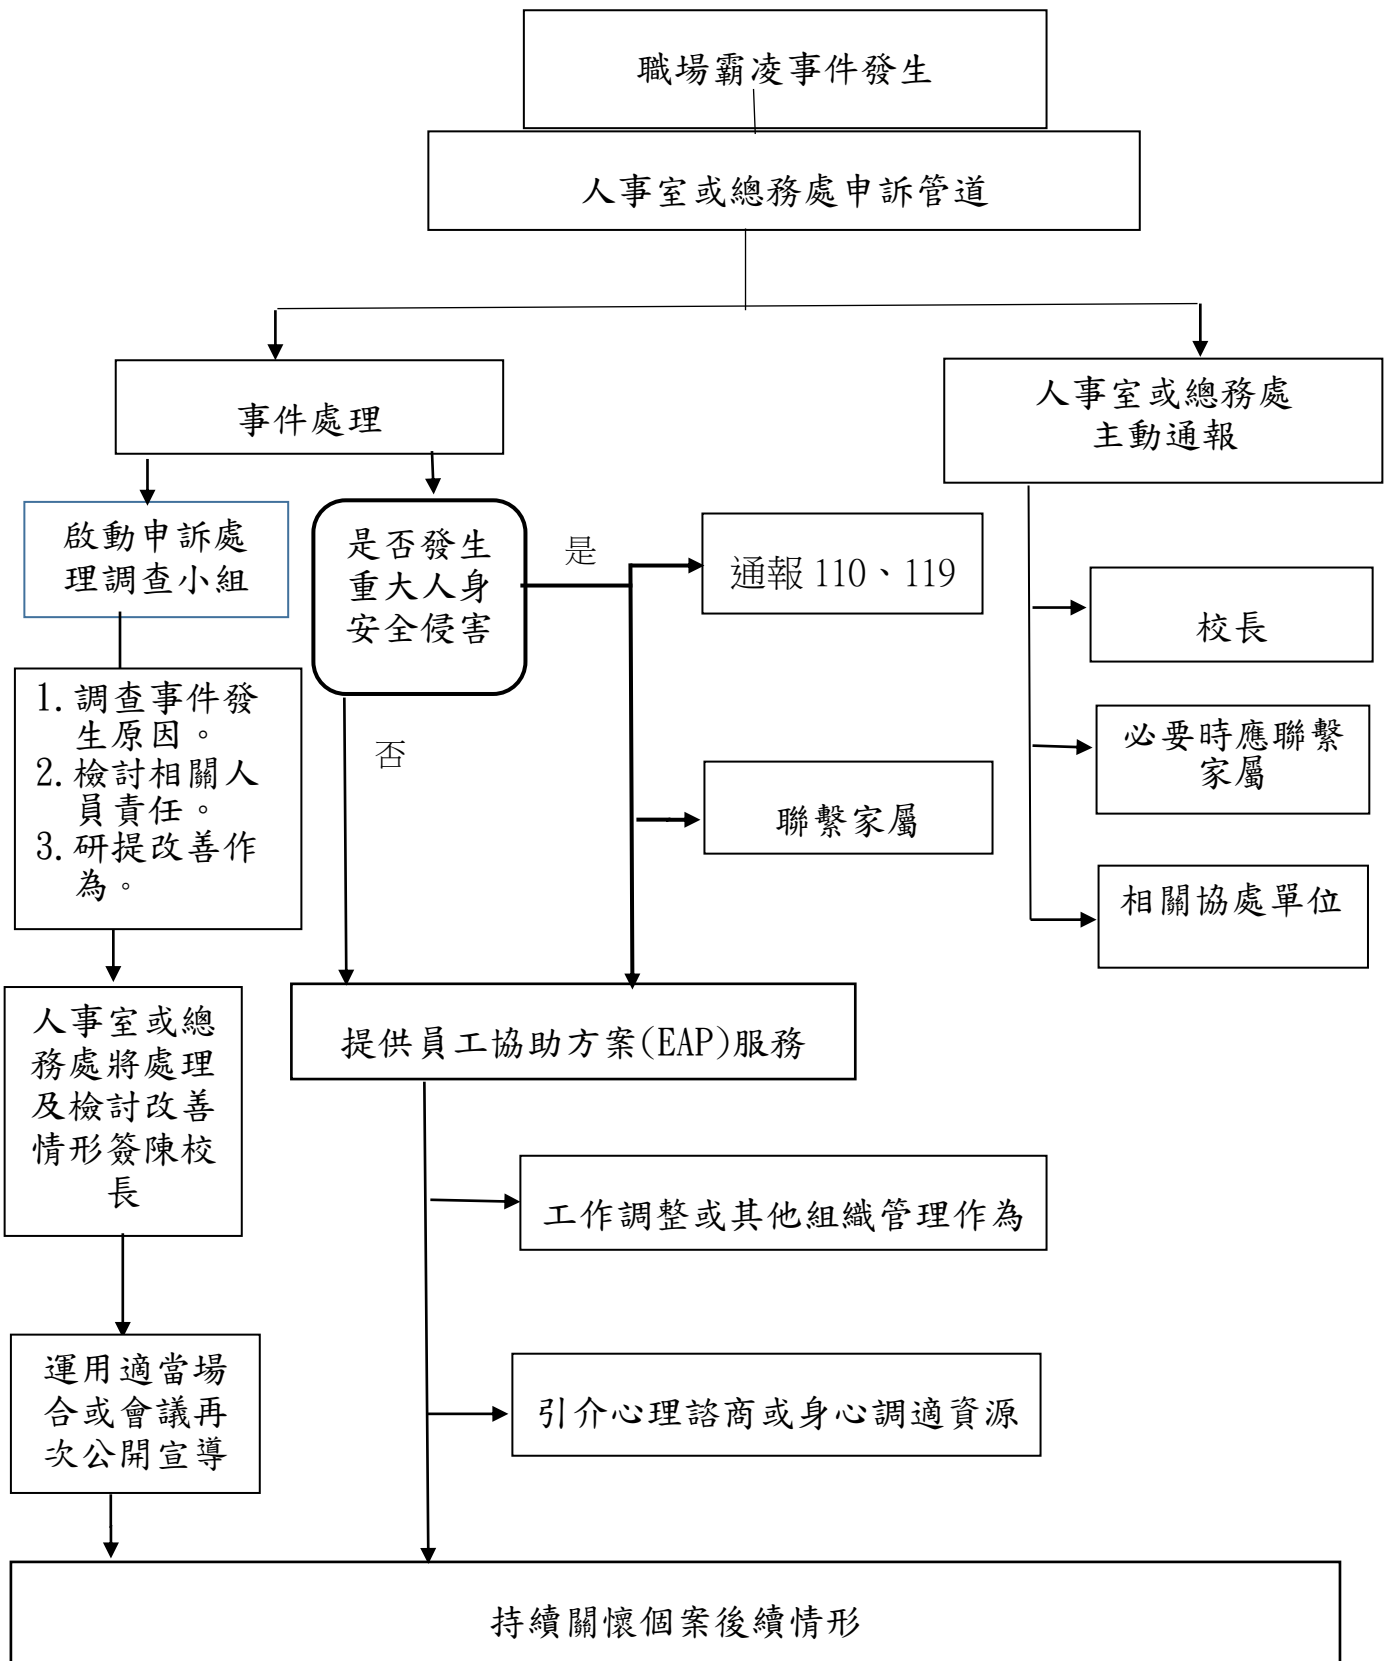 職場霸凌事件發生
人事室或總務處申訴管道
事件處理
人事室或總務處
主動通報
啟動申訴處
理調查小組
是否發生
重大人身
安全侵害
是
通報 110、119
校長
1. 調查事件發
生原因。
2. 檢討相關人
員責任。
3. 研提改善作
為。
否
必要時應聯繫
家屬
聯繫家屬
相關協處單位
人事室或總
務處將處理
及檢討改善
情形簽陳校
長
提供員工協助方案(EAP)服務
工作調整或其他組織管理作為
運用適當場
合或會議再
次公開宣導
引介心理諮商或身心調適資源
持續關懷個案後續情形